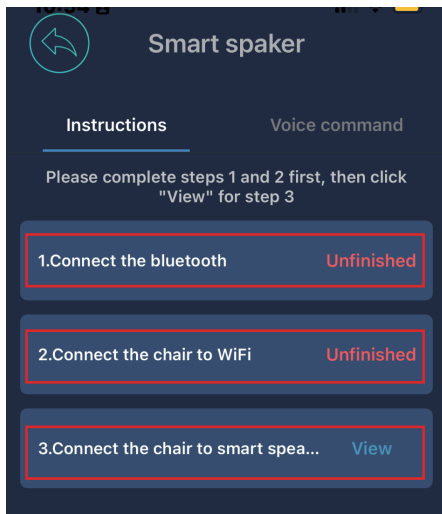 Smart spaker
Instructions
Voice command
Please complete steps 1 and 2 first, then click
"View" for step 3
1.Connect the bluetooth
Unfinished
2.Connect the chair to WiFi
Unfinished
3.Connect the chair to smart spea...
View